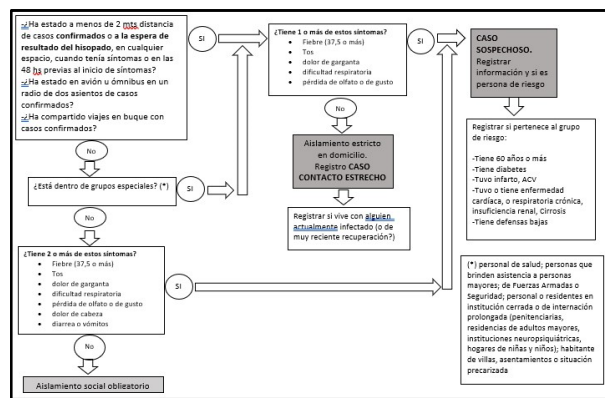 -¿Ha estado a menos de 2 mts distancia
de casos confirmados o a la espera de
resultado del hisopado, en cualquier
espacio, cuando tenía síntomas o en las
48 hs previas al inicio de síntomas?
-¿Ha estado en avión u ómnibus en un
radio de dos asientos de casos
confirmados?
-¿Ha compartido viajes en buque con
casos confirmados?
SI
¿Tiene 1 o más de estos síntomas?
• Fiebre (37,5 o más)
• Tos
• dolor de garganta
• dificultad respiratoria
• pérdida de olfato o de gusto
SI
CASO
SOSPECHOSO.
Registrar
información y si es
persona de riesgo
No
No
Aislamiento estricto
en domicilio.
Registro CASO
CONTACTO ESTRECHO
Registrar si pertenece al grupo
de riesgo:
-Tiene 60 años o más
-Tiene diabetes
-Tuvo infarto, ACV
-Tuvo o tiene enfermedad
cardíaca, o respiratoria crónica,
insuficiencia renal, Cirrosis
-Tiene defensas bajas
¿Está dentro de grupos especiales? (*)
SI
Registrar si vive con alguien
actualmente infectado (o de
muy reciente recuperación?)
No
¿Tiene 2 o más de estos síntomas?
• Fiebre (37,5 o más)
• Tos
• dolor de garganta
• dificultad respiratoria
• pérdida de olfato o de gusto
• dolor de cabeza
• diarrea o vómitos
SI
(*) personal de salud; personas que
brinden asistencia a personas
mayores; de Fuerzas Armadas o
Seguridad; personal o residentes en
institución cerrada o de internación
prolongada (penitenciarias,
residencias de adultos mayores,
instituciones neuropsiquiátricas,
hogares de niñas y niños); habitante
de villas, asentamientos o situación
precarizada
No
Aislamiento social obligatorio